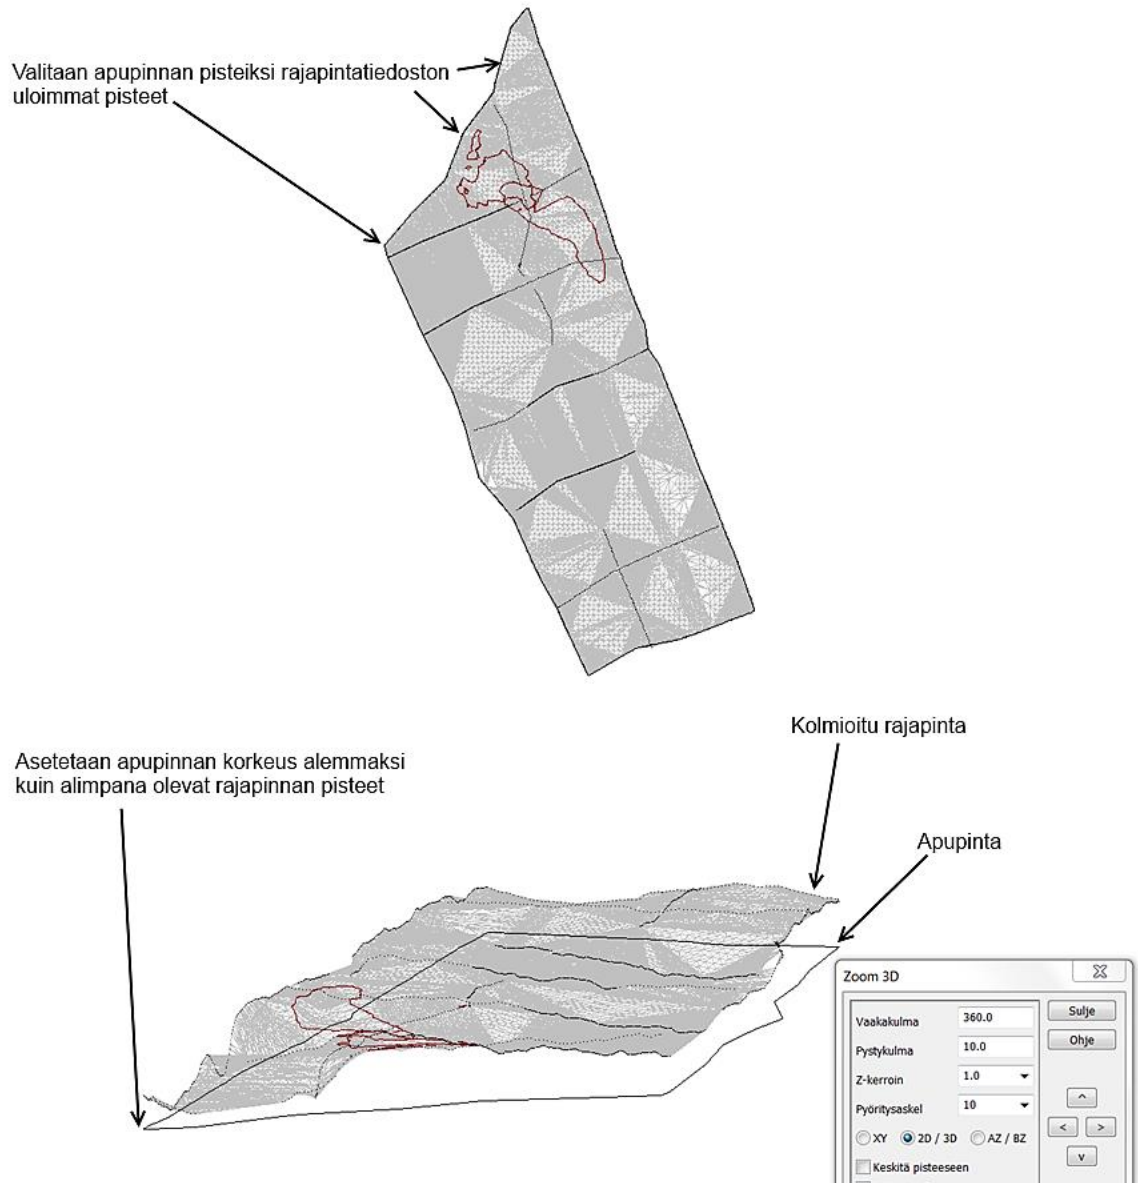 Valitaan apupinnan pisteiksi rajapintatiedoston
uloimmat pisteet
Kolmioitu rajapinta
Asetetaan apupinnan korkeus alemmaksi
kuin alimpana olevat rajapinnan pisteet
Apupinta
Zoom 3D
Vaakakulma 360.0 Sulje
Pystykulma 10.0 Ohje
Z-kerroin 1.0
Pyöritysaskel 10 ^
XY 2D / 3D AZ / BZ < >
v
Keskitä pisteeseen